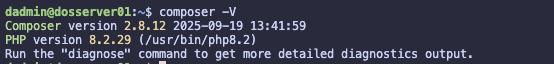 dadmin@dosserver01:~$ composer -V
Composer version 2.8.12 2025-09-19 13:41:59
PHP version 8.2.29 (/usr/bin/php8.2)
Run the "diagnose" command to get more detailed diagnostics output.